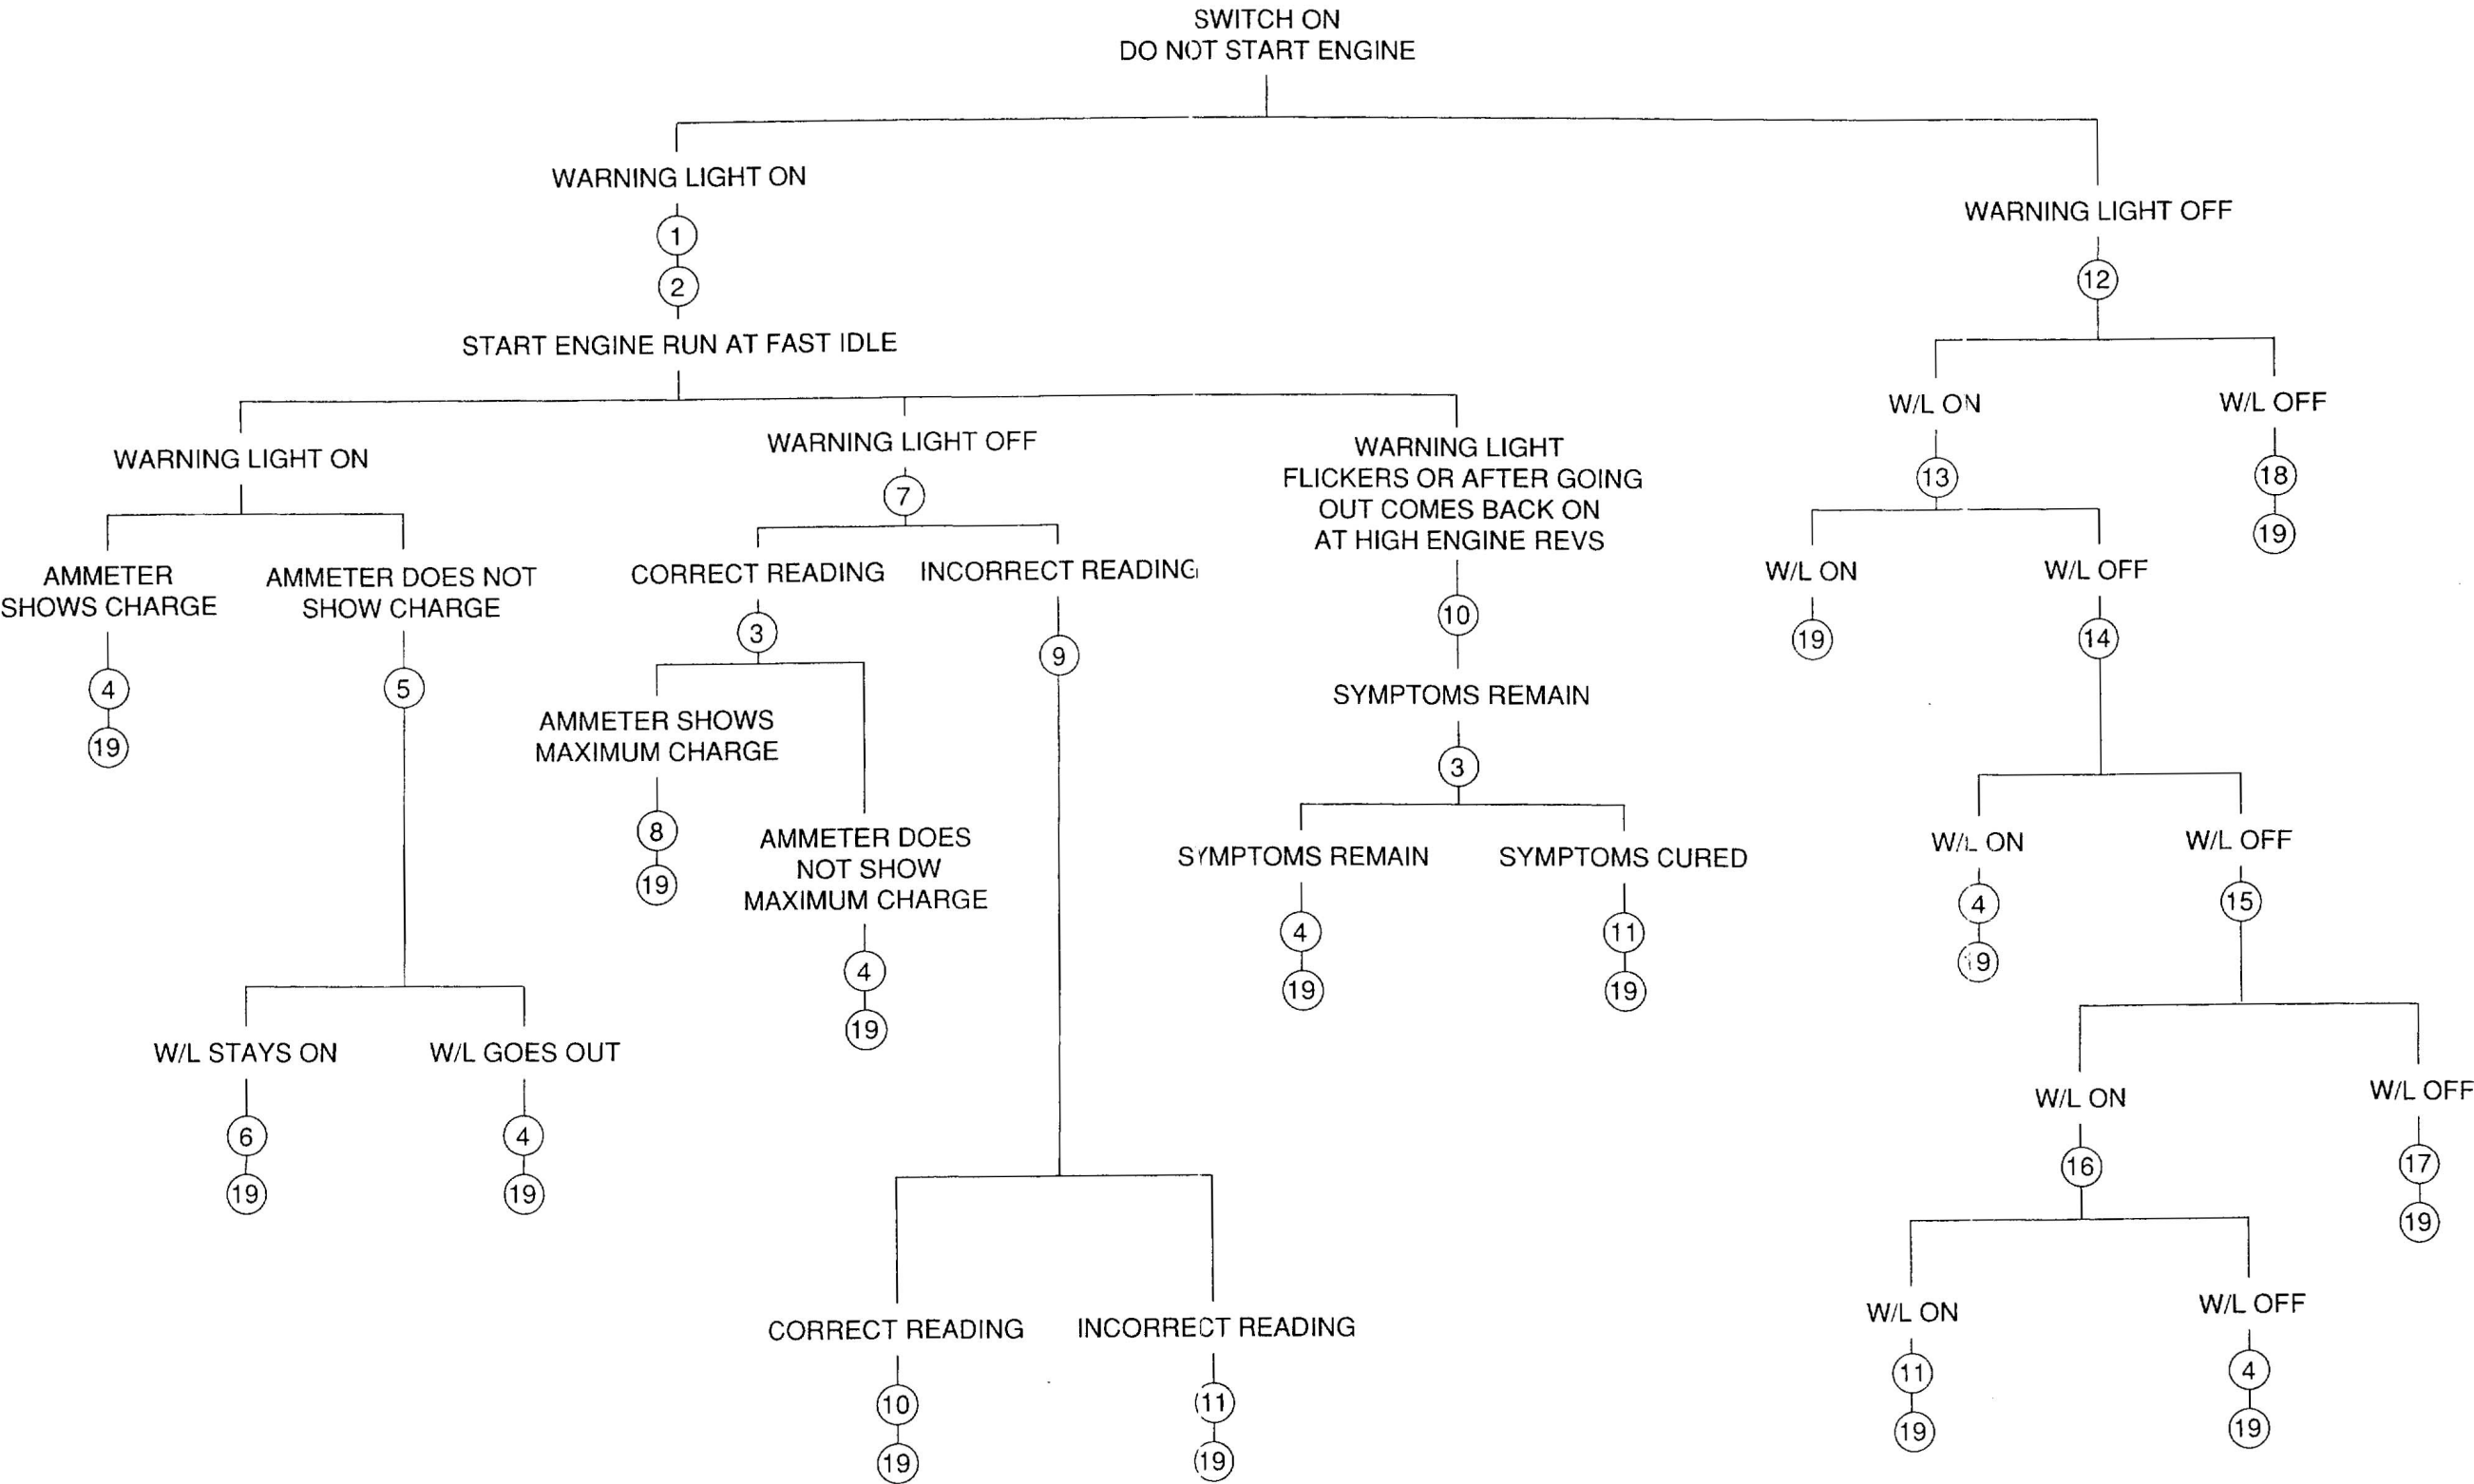 SWITCH ON
DO NOT START ENGINE
WARNING LIGHT ON
1
2
START ENGINE RUN AT FAST IDLE
WARNING LIGHT ON
AMMETER
SHOWS CHARGE
4
19
AMMETER DOES NOT
SHOW CHARGE
5
W/L STAYS ON
6
19
W/L GOES OUT
4
19
WARNING LIGHT OFF
7
CORRECT READING
3
AMMETER SHOWS
MAXIMUM CHARGE
8
19
AMMETER DOES
NOT SHOW
MAXIMUM CHARGE
4
19
INCORRECT READING
9
CORRECT READING
10
19
INCORRECT READING
11
19
WARNING LIGHT
FLICKERS OR AFTER GOING
OUT COMES BACK ON
AT HIGH ENGINE REVS
10
SYMPTOMS REMAIN
3
SYMPTOMS REMAIN
4
19
SYMPTOMS CURED
11
19
WARNING LIGHT OFF
12
W/L ON
13
W/L ON
19
W/L OFF
14
W/L ON
4
19
W/L OFF
15
W/L ON
16
W/L ON
11
19
W/L OFF
4
19
W/L OFF
17
19
W/L OFF
18
19